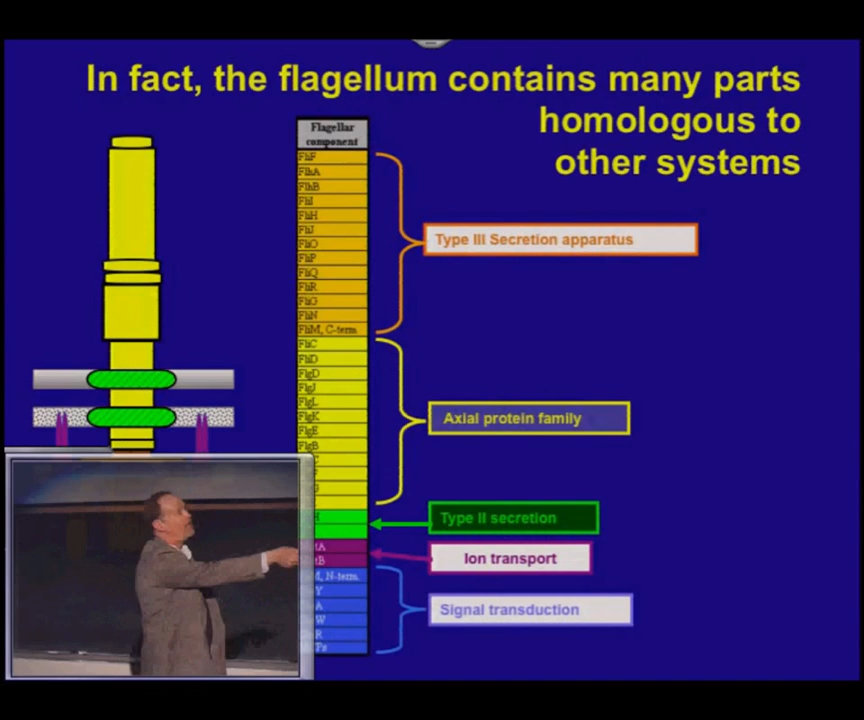 In fact, the flagellum contains many parts
homologous to
other systems
Flagellar
component
FlhF
FlhA
FlhB
FliI
FliH
FliJ
FliO
FliP
FliQ
FliR
FliG
FliN
FliM, C-term
FliC
FliD
FlgD
FlgJ
FlgL
FlgK
FlgE
FlgB
Type III Secretion apparatus
Axial protein family
Type II secretion
Ion transport
M, N-term.
Y
A
W
R
Signal transduction